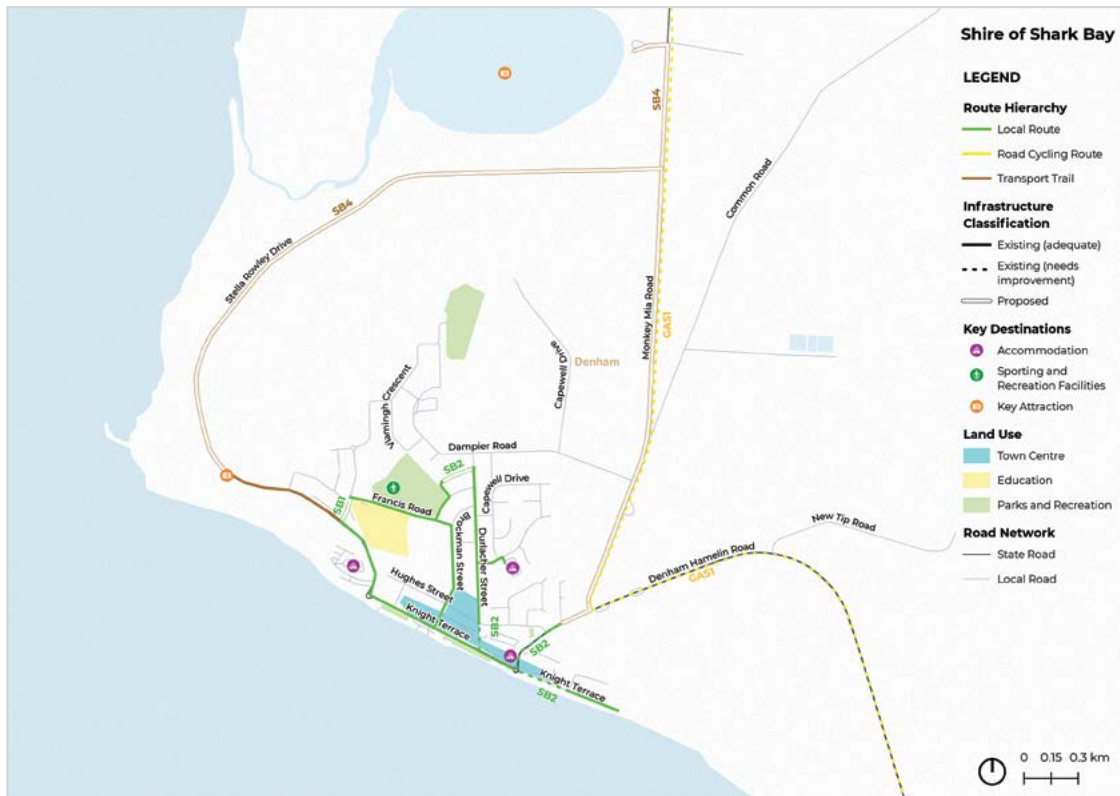 Shire of Shark Bay
LEGEND
Route Hierarchy
Local Route
Road Cycling Route
Transport Trail
Infrastructure
Classification
Existing (adequate)
Existing (needs
improvement)
Proposed
Key Destinations
Accommodation
Sporting and
Recreation Facilities
Key Attraction
Land Use
Town Centre
Education
Parks and Recreation
Road Network
State Road
Local Road
0 0.15 0.3 km
SB4
Common Road
SB4
Stella Rowley Drive
Monkey Mia Road
GAS1
Capewell Drive
Denham
Vlamingh Crescent
Dampier Road
SB2
Capewell Drive
SB1
Francis Road
Brockman Street
Durlacher Street
New Tip Road
Denham Hamelin Road
GAS1
Hughes Street
Knight Terrace
SB2
SB2
Knight Terrace
SB2